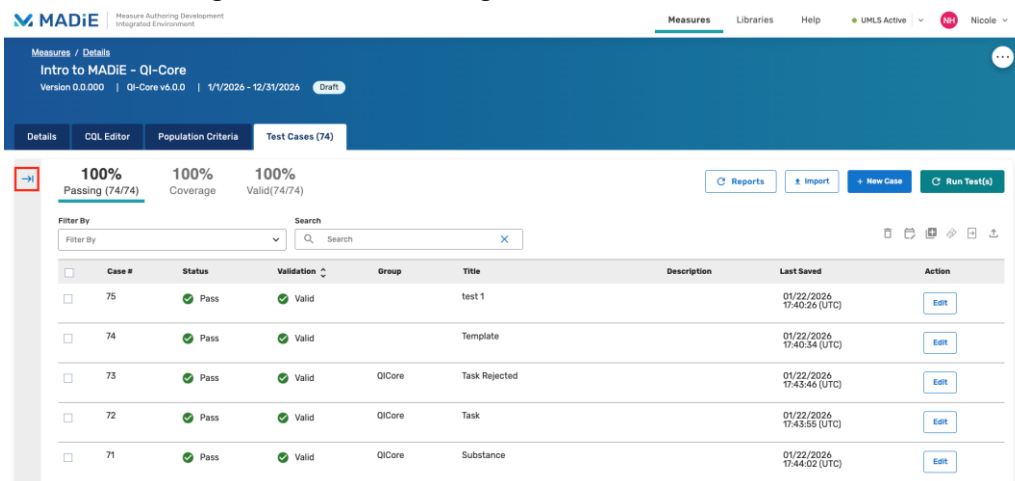 MADiE
Measure Authoring Development
Integrated Environment
Measures Libraries Help UMLS Active NH Nicole
Measures / Details
Intro to MADiE - QI-Core
Version 0.0.000 | QI-Core v6.0.0 | 1/1/2026 - 12/31/2026 Draft
Details CQL Editor Population Criteria Test Cases (74)
100% 100% 100%
Passing (74/74) Coverage Valid(74/74)
Reports Import + New Case Run Test(s)
Filter By Search
Filter By Search
Case # Status Validation Group Title Description Last Saved Action
75 Pass Valid test 1 01/22/2026 Edit
17:40:26 (UTC)
74 Pass Valid Template 01/22/2026 Edit
17:40:34 (UTC)
73 Pass Valid QICore Task Rejected 01/22/2026 Edit
17:43:46 (UTC)
72 Pass Valid QICore Task 01/22/2026 Edit
17:43:55 (UTC)
71 Pass Valid QICore Substance 01/22/2026 Edit
17:44:02 (UTC)